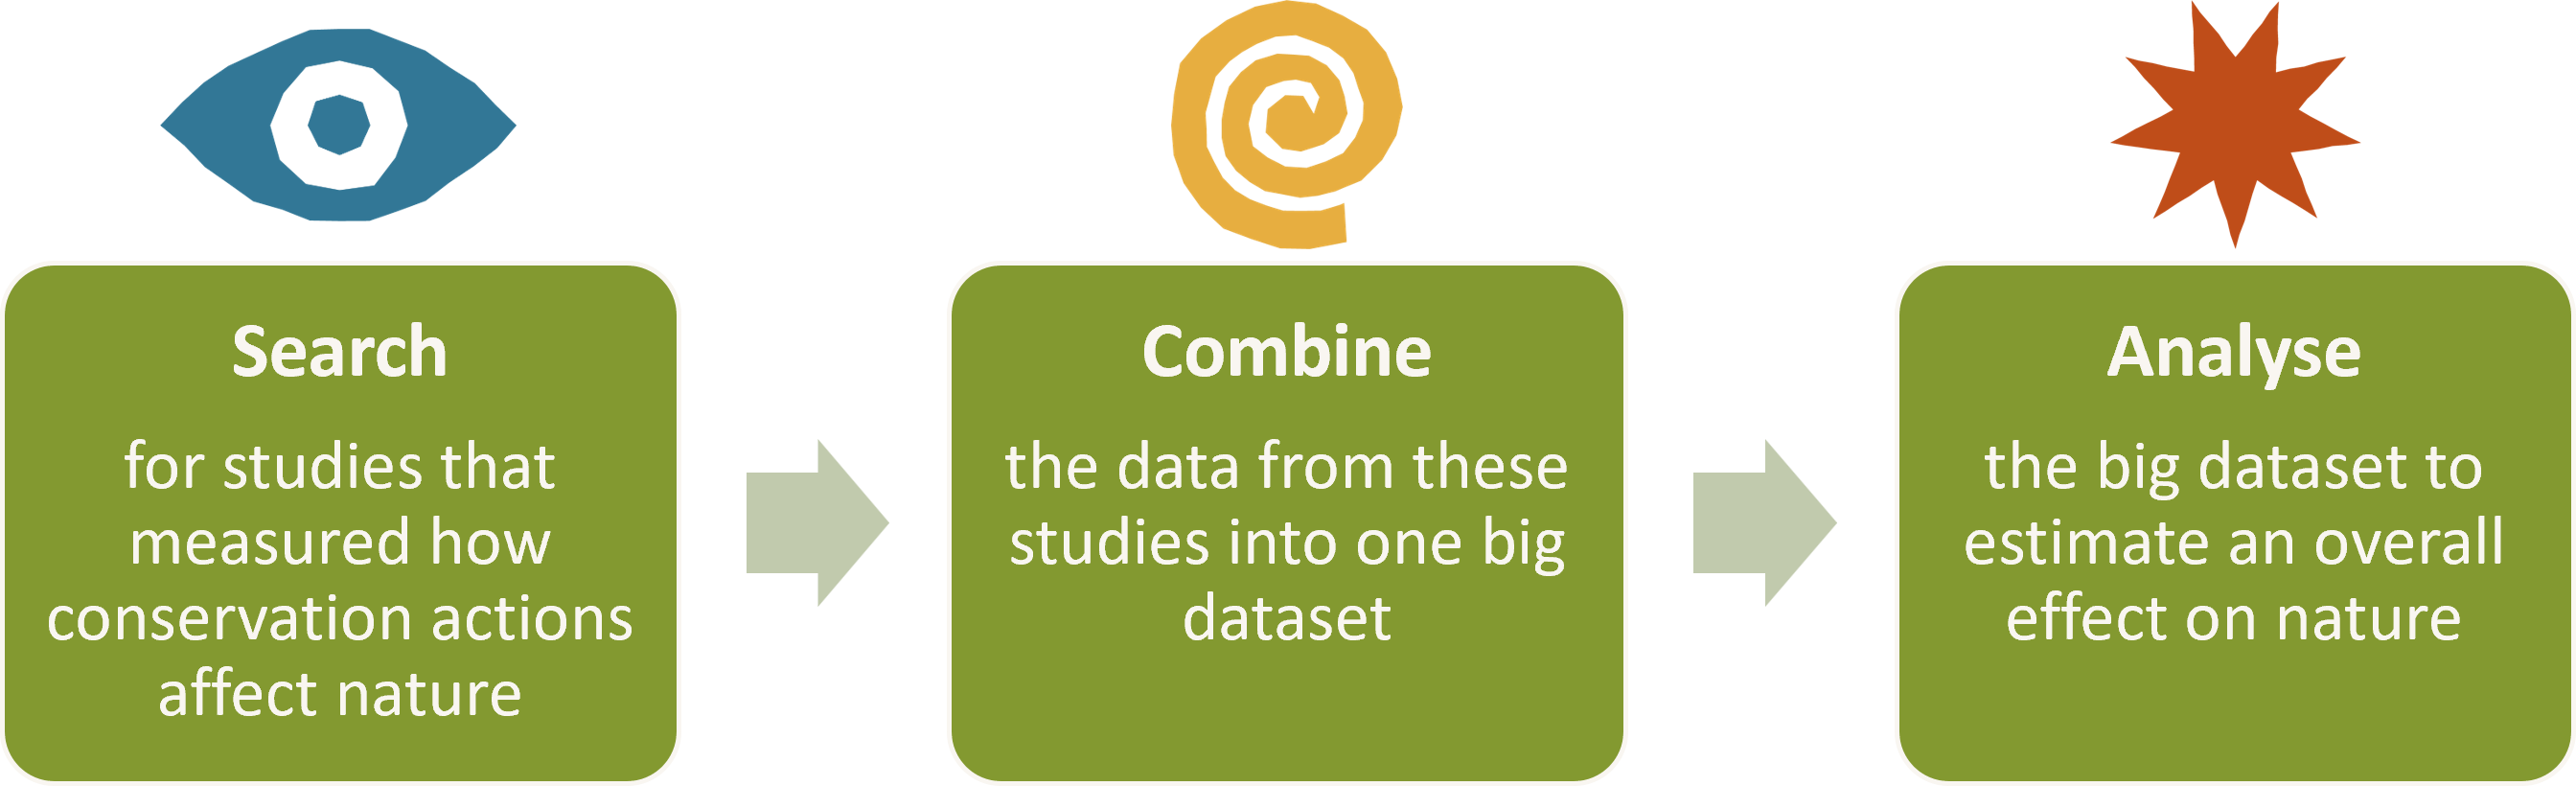 Search
for studies that
measured how
conservation actions
affect nature
Combine
the data from these
studies into one big
dataset
Analyse
the big dataset to
estimate an overall
effect on nature